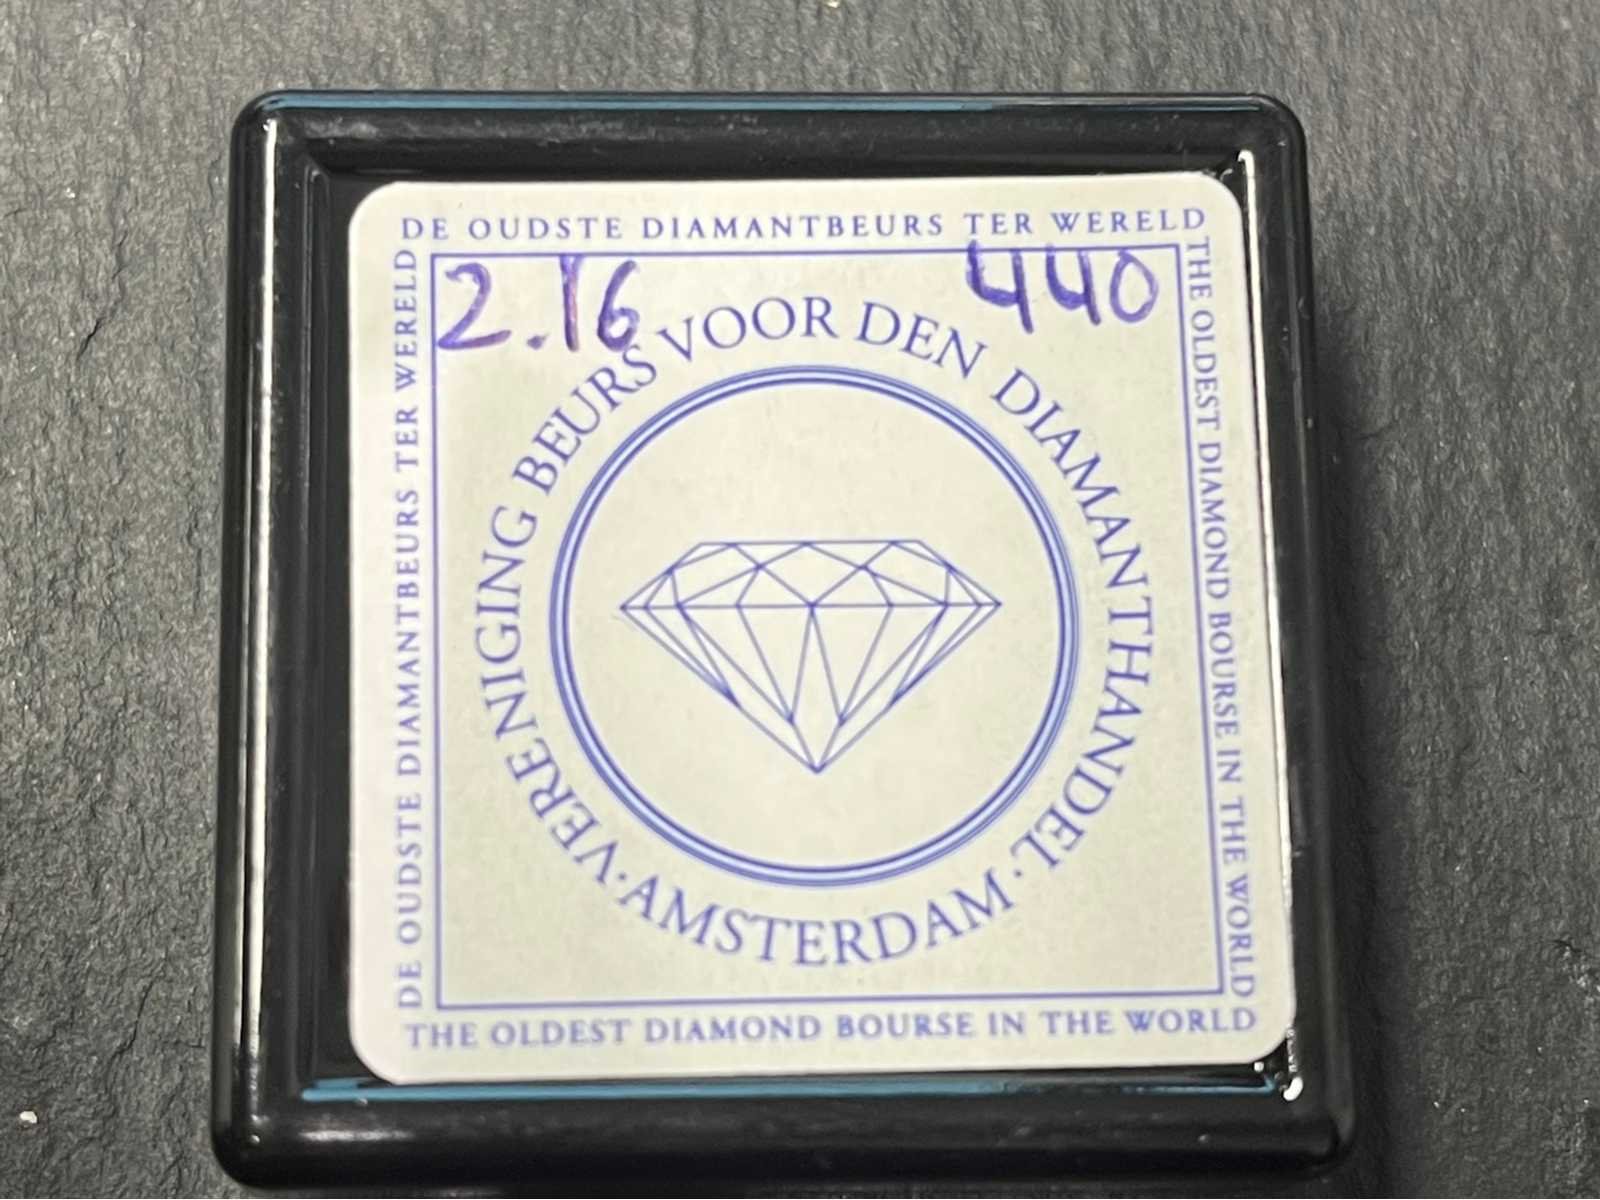 DE OUDSTE DIAMANTBEURS TER WERELD
2.16
440
DE OUDSTE DIAMANTBEURS TER WERELD
THE OLDEST DIAMOND BOURSE IN THE WORLD
VERENIGING BEURS VOOR DEN DIAMANTHANDEL · AMSTERDAM ·
THE OLDEST DIAMOND BOURSE IN THE WORLD